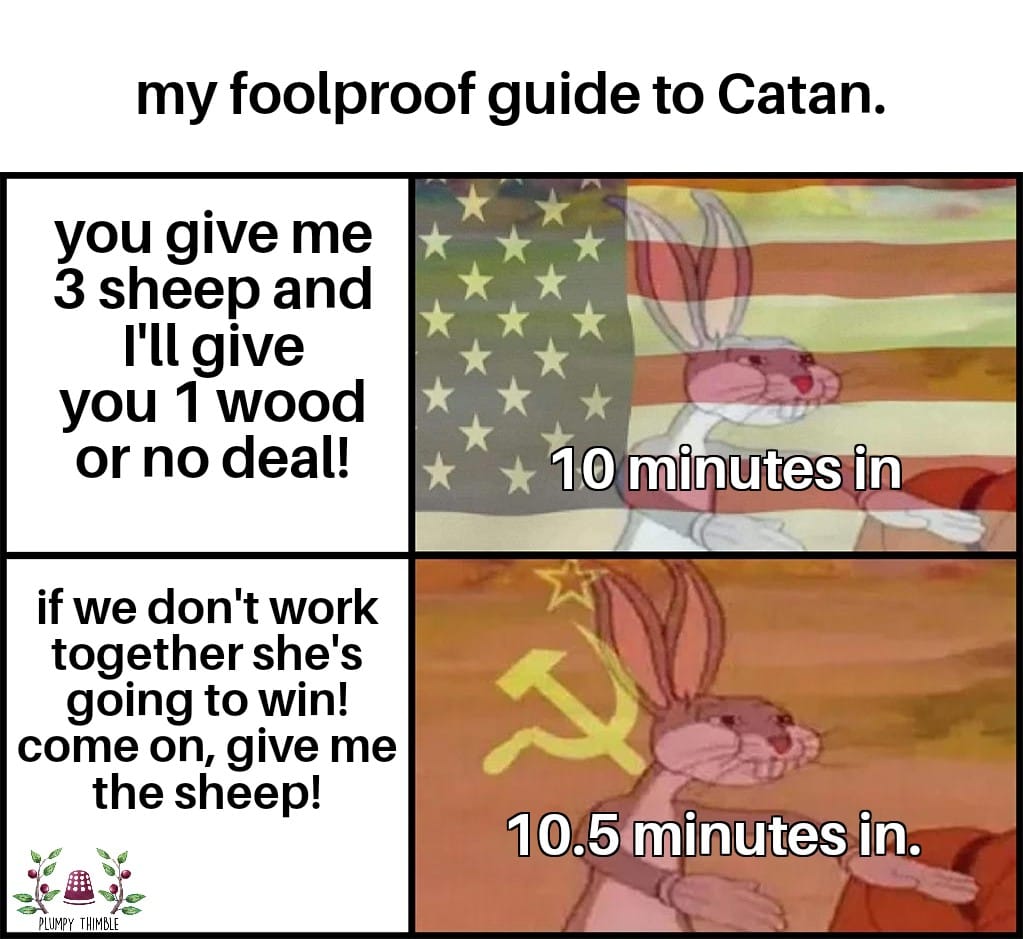 my foolproof guide to Catan.
you give me
3 sheep and
I'll give
you 1 wood
or no deal!
10 minutes in
if we don't work
together she's
going to win!
come on, give me
the sheep!
10.5 minutes in.
PLUMPY THIMBLE